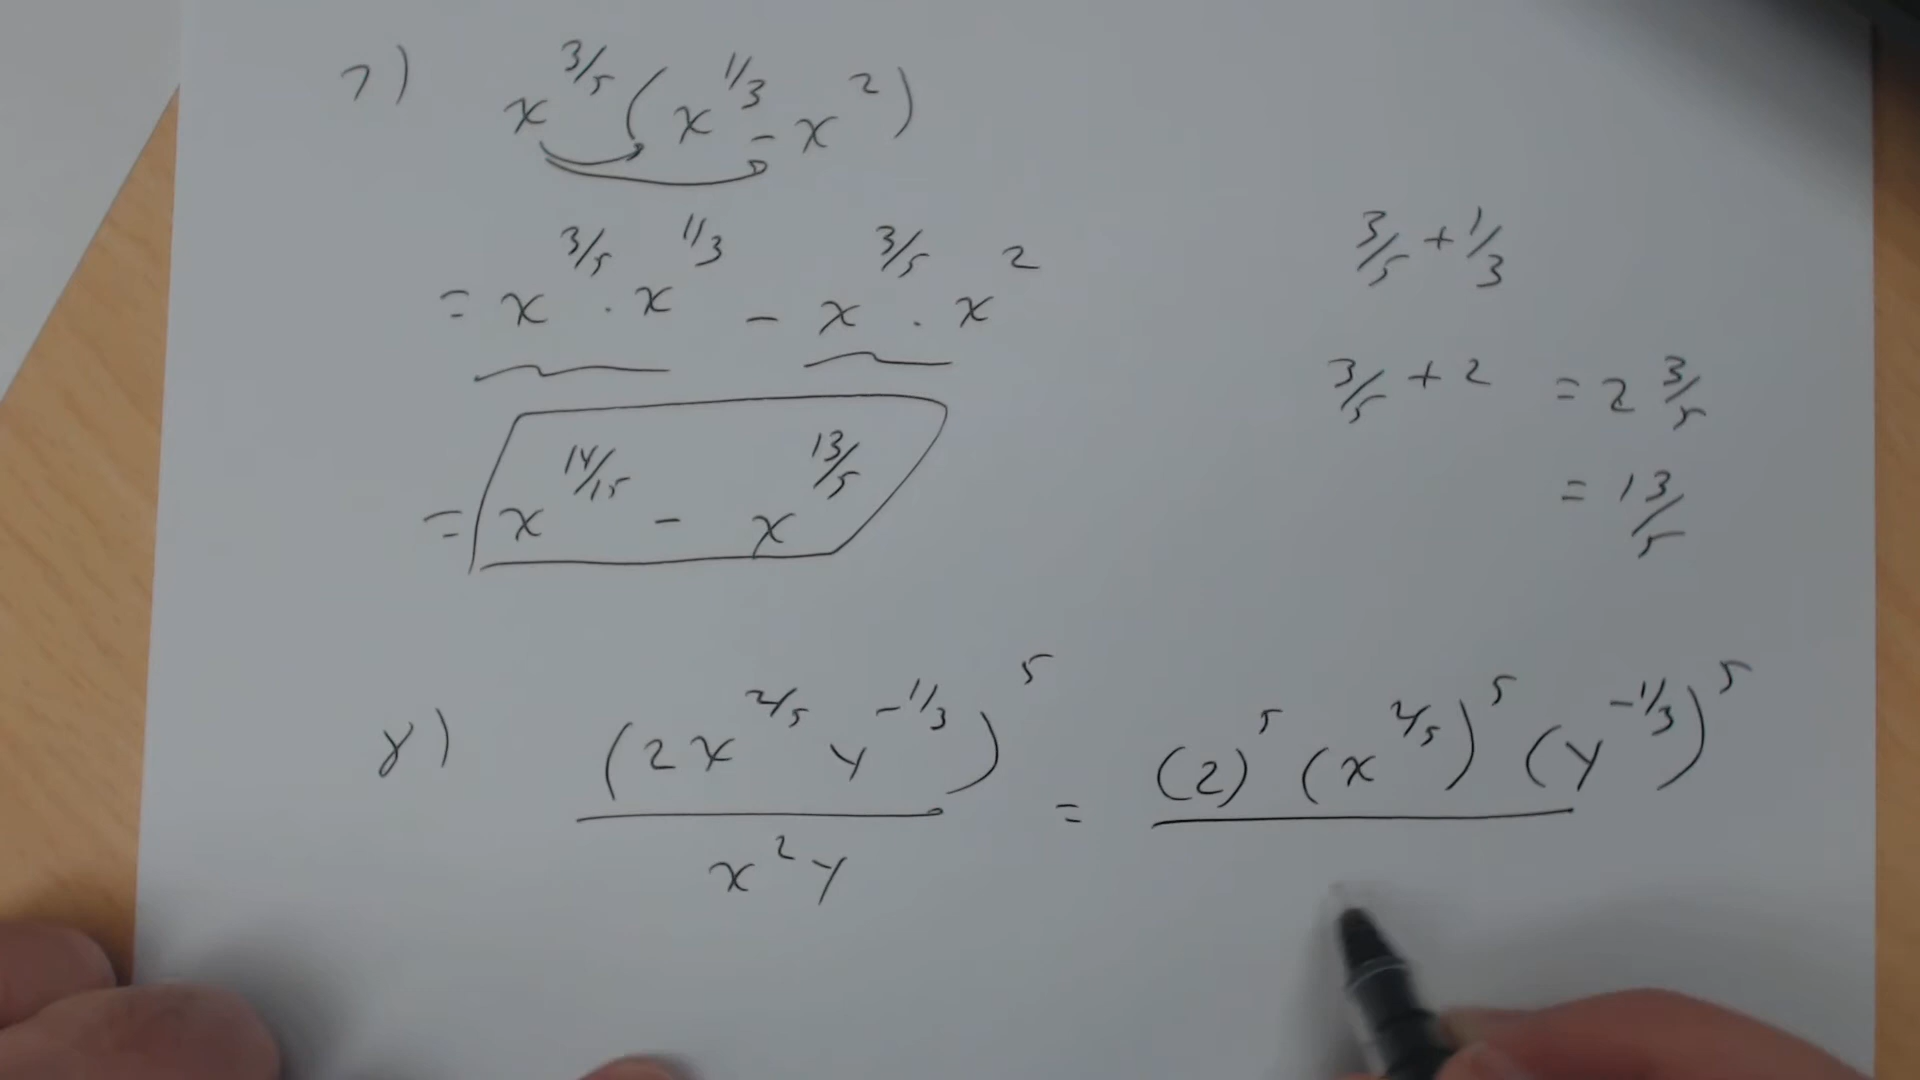 7) x^{3/5} (x^{1/3} - x^2)
= x^{3/5} · x^{1/3} - x^{3/5} · x^2
3/5 + 1/3
3/5 + 2 = 2 3/5
= 13/5
= x^{14/15} - x^{13/5}
8) (2x^{2/5} y^{-1/3})^5 / x^2 y = (2)^5 (x^{2/5})^5 (y^{-1/3})^5